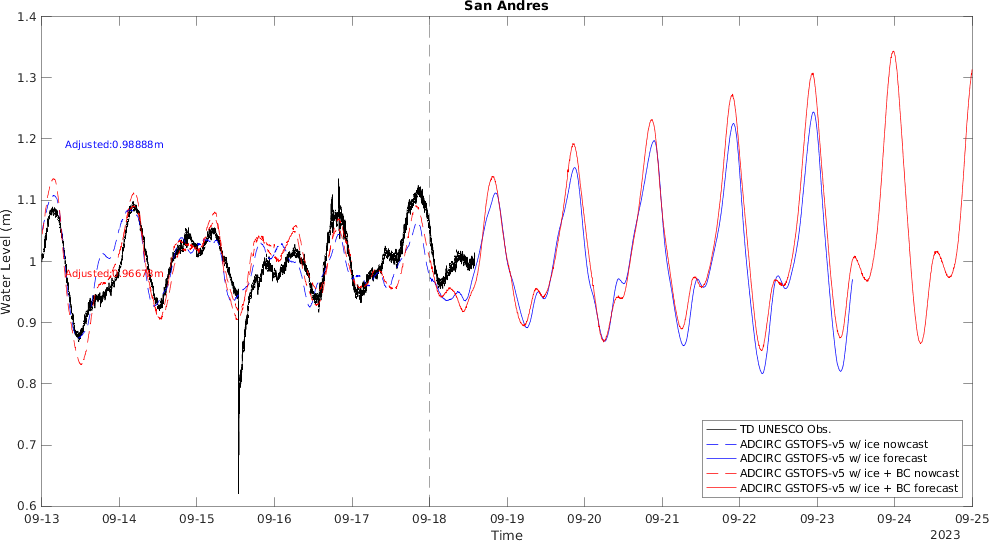 San Andres
1.4
1.3
1.2
1.1
1
0.9
0.8
0.7
0.6
Water Level (m)
Adjusted:0.98888m
Adjusted:0.96678m
TD UNESCO Obs.
ADCIRC GSTOFS-v5 w/ ice nowcast
ADCIRC GSTOFS-v5 w/ ice forecast
ADCIRC GSTOFS-v5 w/ ice + BC nowcast
ADCIRC GSTOFS-v5 w/ ice + BC forecast
09-13 09-14 09-15 09-16 09-17 09-18 09-19 09-20 09-21 09-22 09-23 09-24 09-25
Time
2023